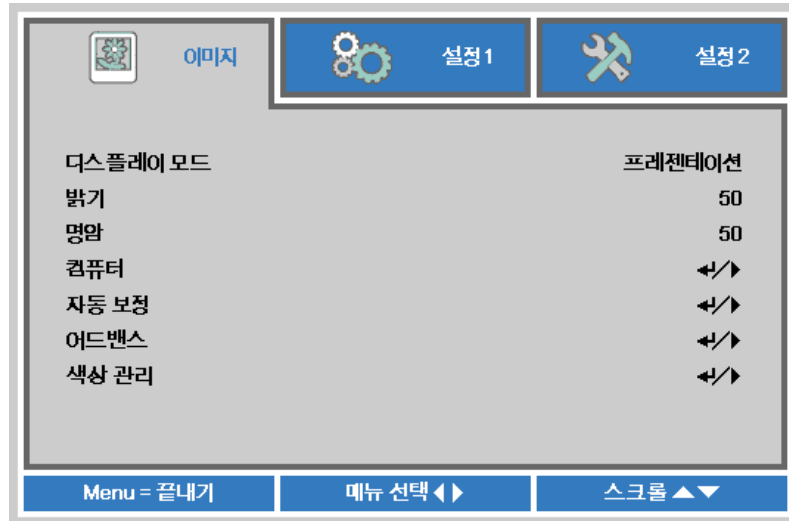 이미지 설정1 설정2
디스플레이 모드 프레젠테이션
밝기 50
명암 50
컴퓨터 ↵/▶
자동 보정 ↵/▶
어드밴스 ↵/▶
색상 관리 ↵/▶
Menu = 끝내기 메뉴 선택 ◀ ▶ 스크롤 ▲▼